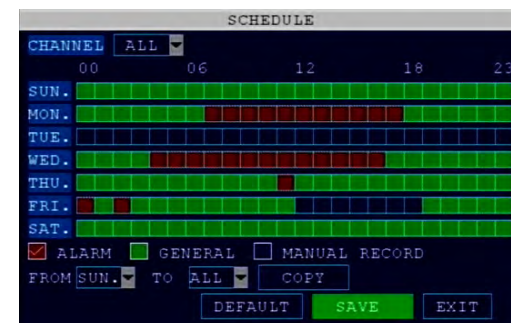 SCHEDULE
CHANNEL ALL
00 06 12 18 23
SUN.
MON.
TUE.
WED.
THU.
FRI.
SAT.
ALARM GENERAL MANUAL RECORD
FROM SUN. TO ALL COPY
DEFAULT SAVE EXIT